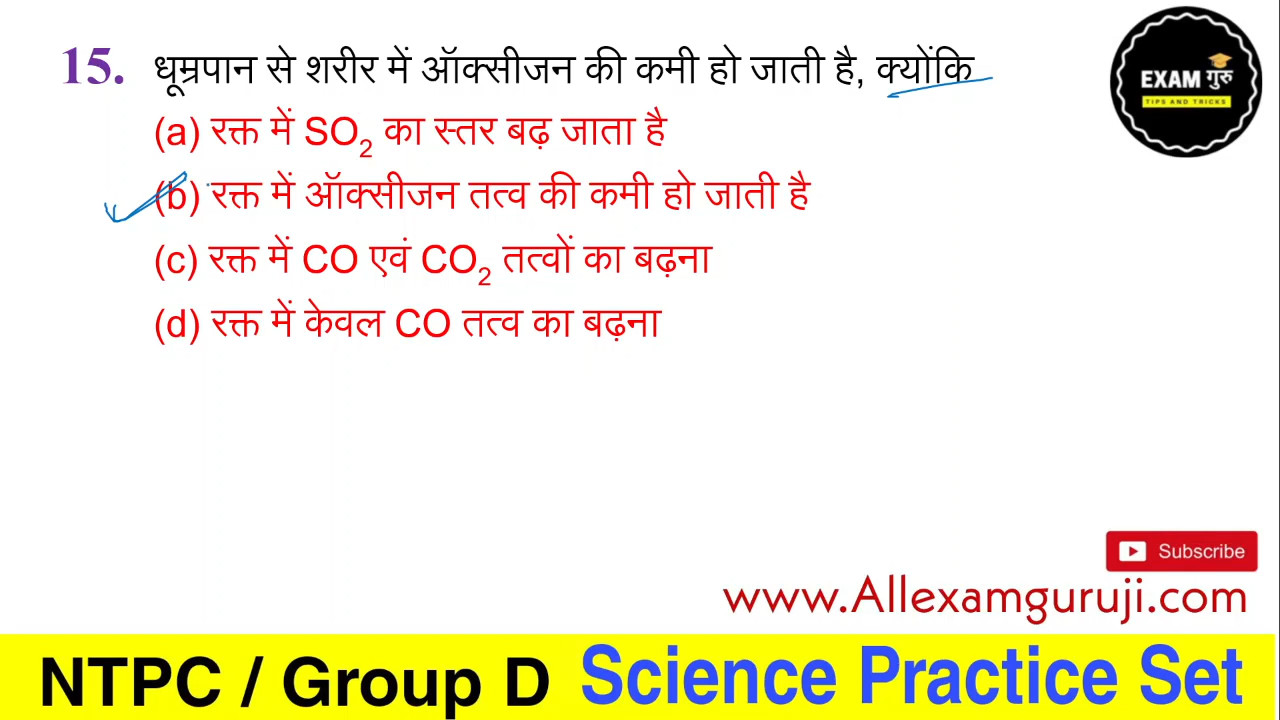 15. धूम्रपान से शरीर में ऑक्सीजन की कमी हो जाती है, क्योंकि
(a) रक्त में SO₂ का स्तर बढ़ जाता है
(b) रक्त में ऑक्सीजन तत्व की कमी हो जाती है
(c) रक्त में CO एवं CO₂ तत्वों का बढ़ना
(d) रक्त में केवल CO तत्व का बढ़ना
EXAM गुरु
TIPS AND TRICKS
Subscribe
www.Allexamguruji.com
NTPC / Group D Science Practice Set